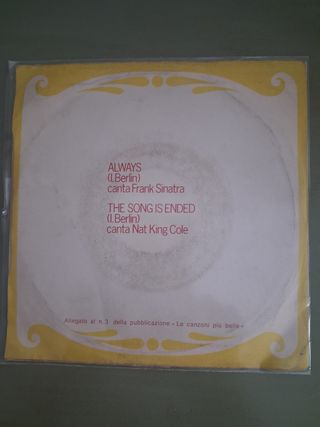 ALWAYS
(I. Berlin)
canta Frank Sinatra
THE SONG IS ENDED
(I. Berlin)
canta Nat King Cole
Allegato al n. 3 della pubblicazione «Le canzoni più belle»